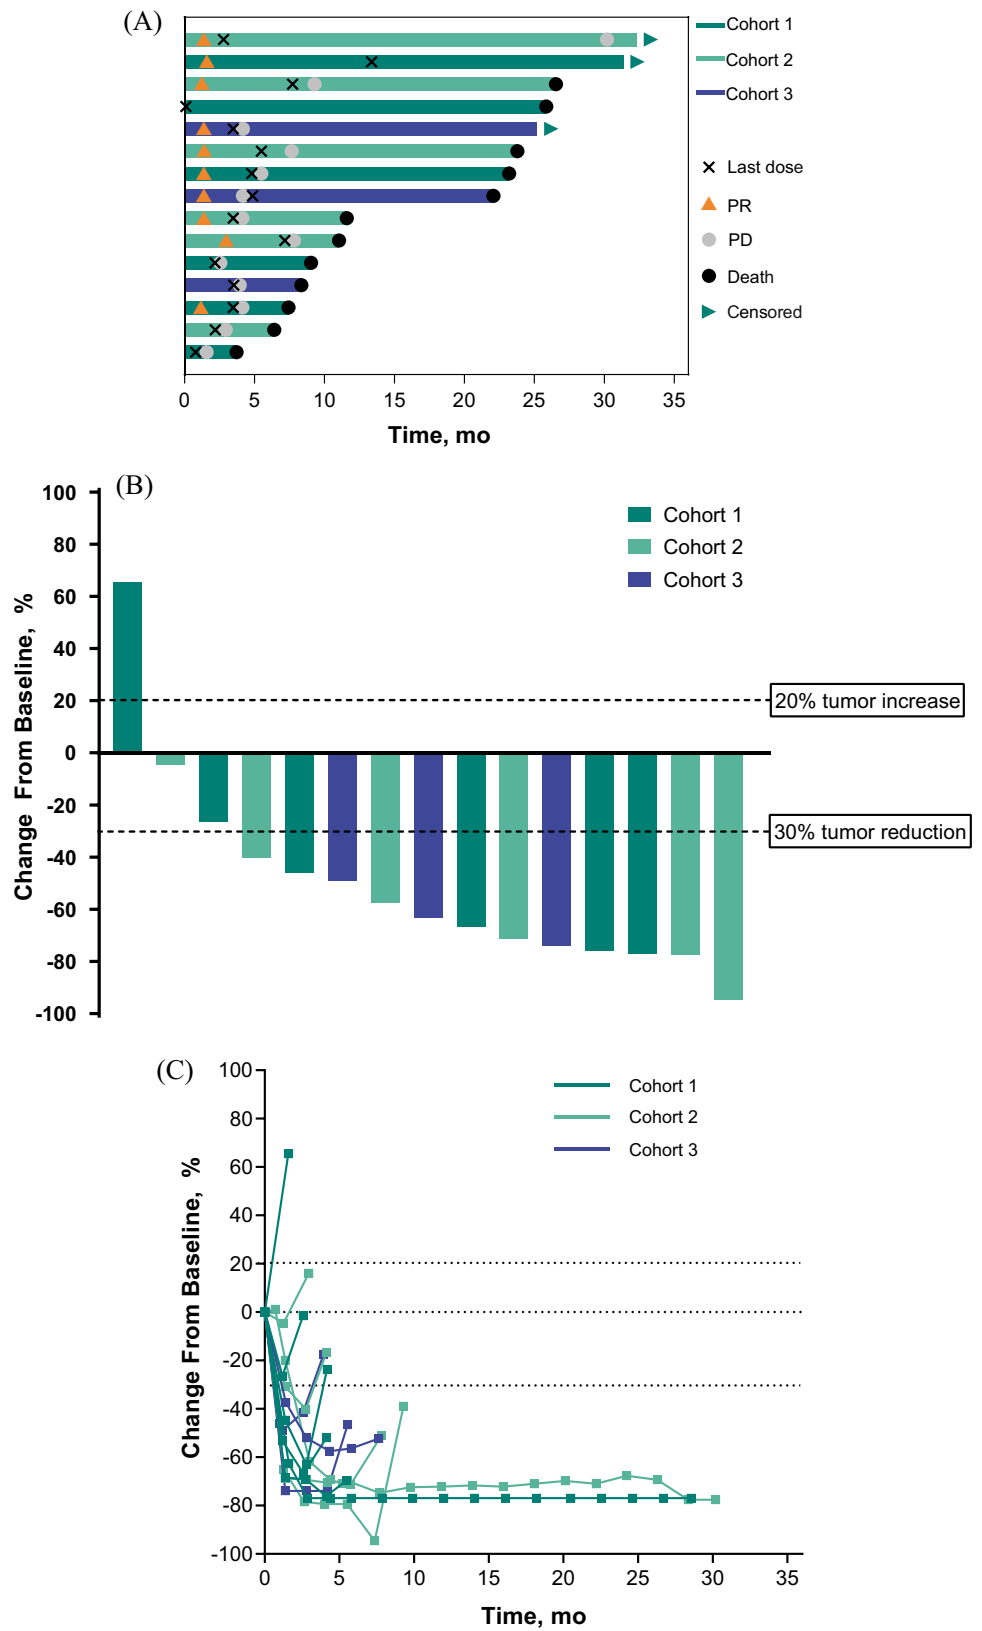 (A)
Cohort 1
Cohort 2
Cohort 3
Last dose
PR
PD
Death
Censored
0 5 10 15 20 25 30 35
Time, mo
(B)
100
80
60
40
20
0
-20
-40
-60
-80
-100
Change From Baseline, %
Cohort 1
Cohort 2
Cohort 3
20% tumor increase
30% tumor reduction
(C)
100
80
60
40
20
0
-20
-40
-60
-80
-100
Change From Baseline, %
Cohort 1
Cohort 2
Cohort 3
0 5 10 15 20 25 30 35
Time, mo